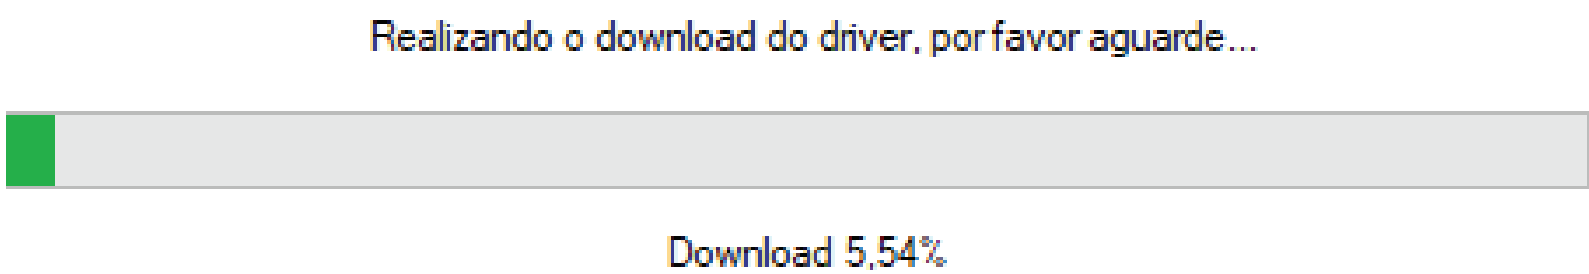 Realizando o download do driver, por favor aguarde...
Download 5,54%